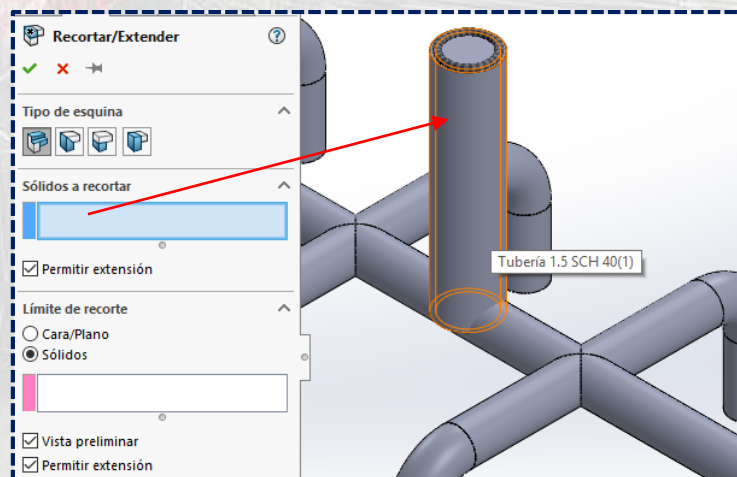 Recortar/Extender
Tipo de esquina
Sólidos a recortar
Permitir extensión
Límite de recorte
Cara/Plano
Sólidos
Vista preliminar
Permitir extensión
Tubería 1.5 SCH 40(1)